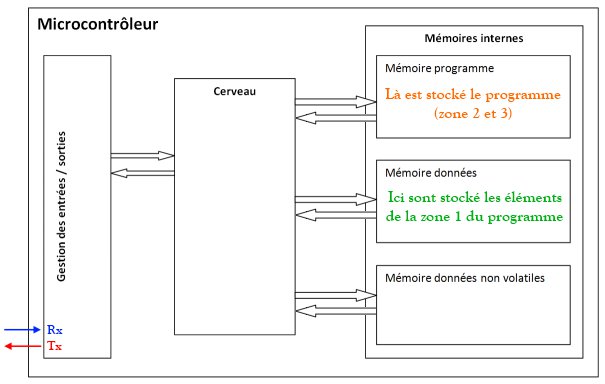 Microcontrôleur
Gestion des entrées / sorties
Rx
Tx
Cerveau
Mémoires internes
Mémoire programme
Là est stocké le programme
(zone 2 et 3)
Mémoire données
Ici sont stocké les éléments
de la zone 1 du programme
Mémoire données non volatiles